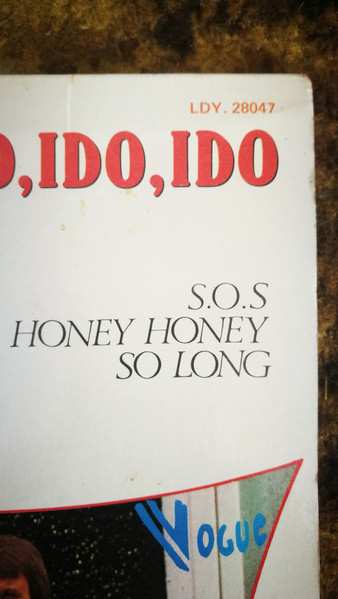 LDY. 28047
O, IDO, IDO
S.O.S
HONEY HONEY
SO LONG
VOGUE